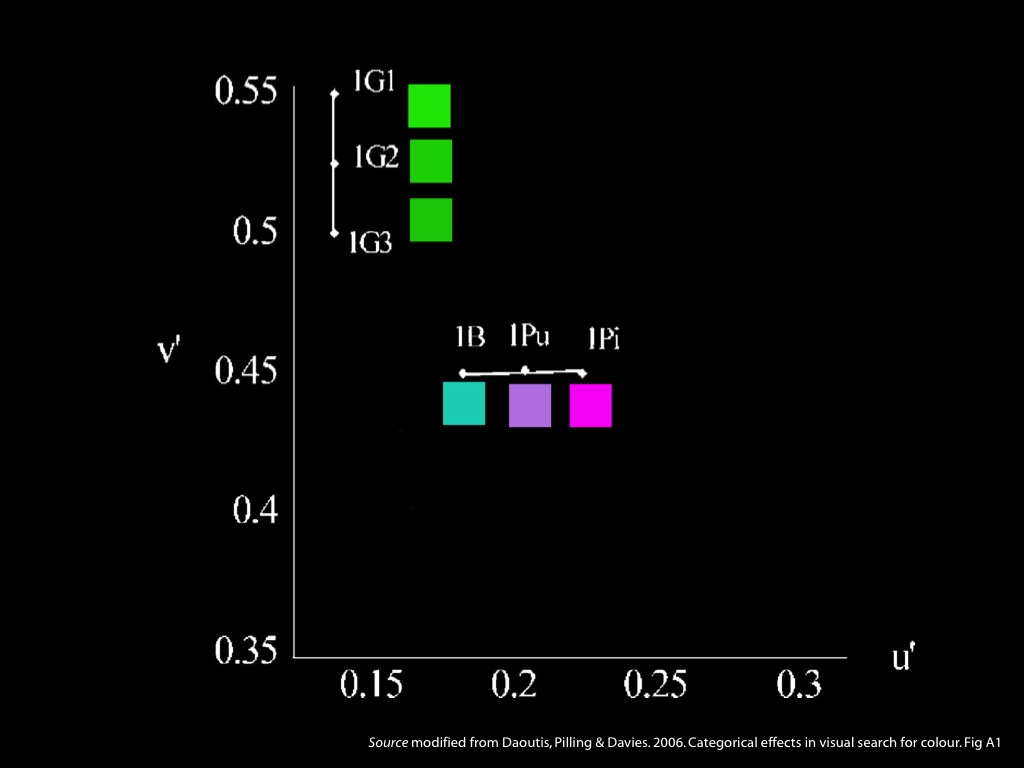 0.55
1G1
1G2
0.5
1G3
1B 1Pu 1Pi
v'
0.45
0.4
0.35
u'
0.15 0.2 0.25 0.3
Source modified from Daoutis, Pilling & Davies. 2006. Categorical effects in visual search for colour. Fig A1